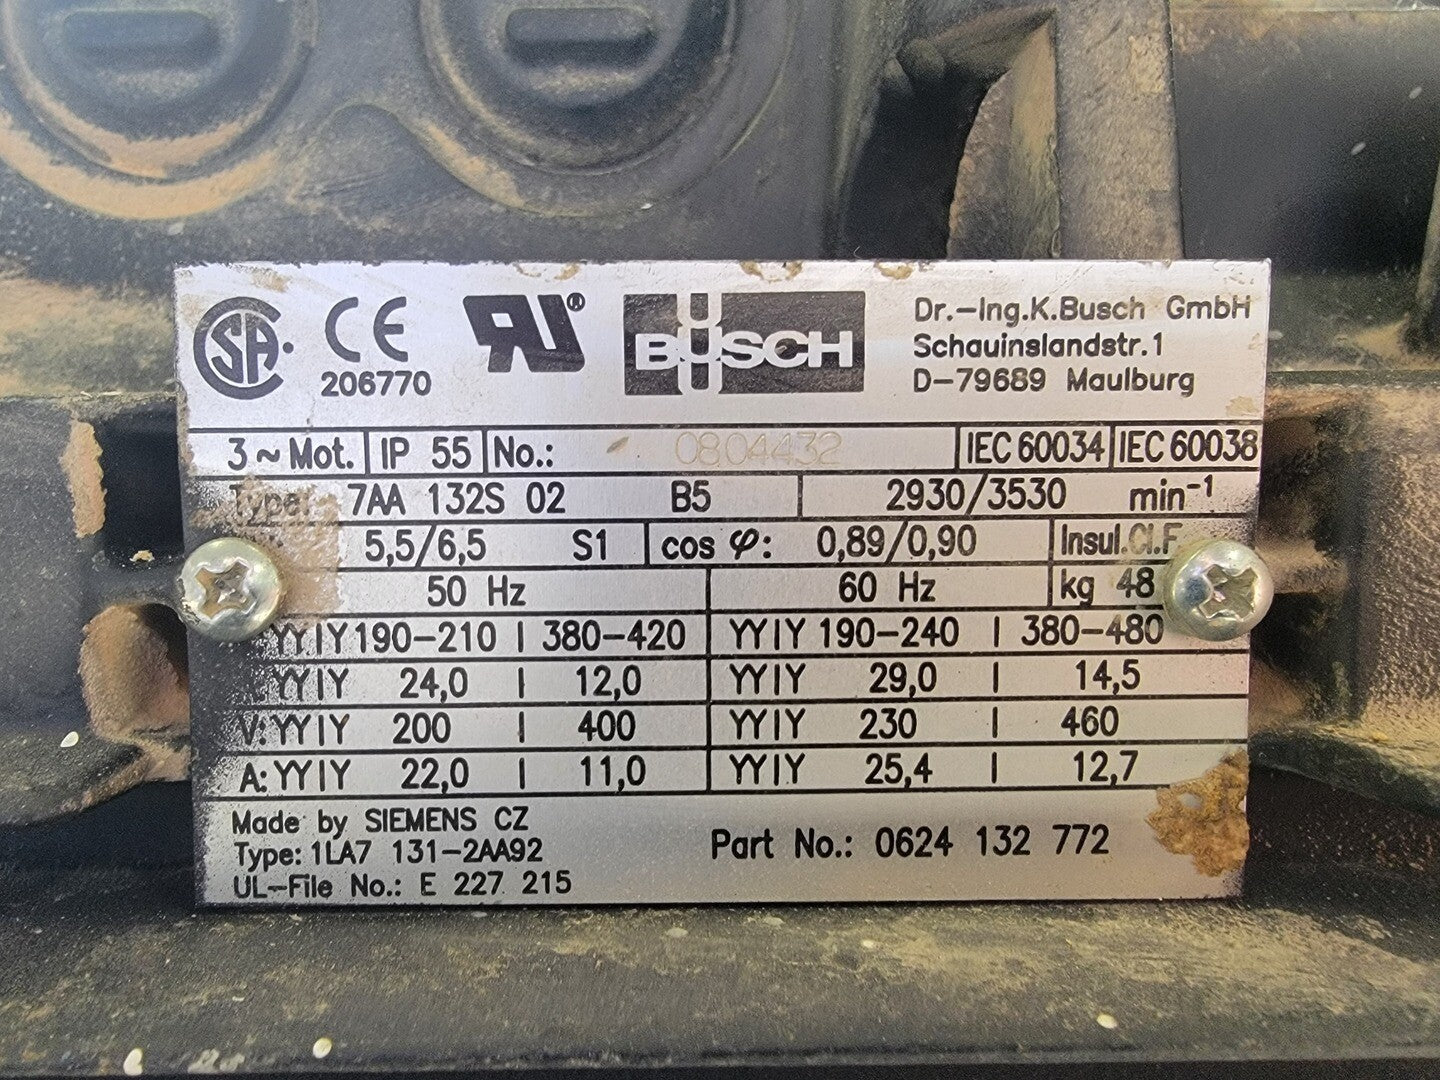 CSA CE UR ® BUSCH Dr.-Ing.K.Busch GmbH
206770 Schauinslandstr.1
D-79689 Maulburg
3~Mot. IP 55 No.: 0804432 IEC 60034 IEC 60038
Type: 7AA 132S 02 B5 2930/3530 min-1
5,5/6,5 S1 cos φ: 0,89/0,90 Insul.Cl.F
50 Hz 60 Hz kg 48
YY|Y 190-210 | 380-420 YY|Y 190-240 | 380-480
YY|Y 24,0 | 12,0 YY|Y 29,0 | 14,5
V: YY|Y 200 | 400 YY|Y 230 | 460
A: YY|Y 22,0 | 11,0 YY|Y 25,4 | 12,7
Made by SIEMENS CZ
Type: 1LA7 131-2AA92 Part No.: 0624 132 772
UL-File No.: E 227 215